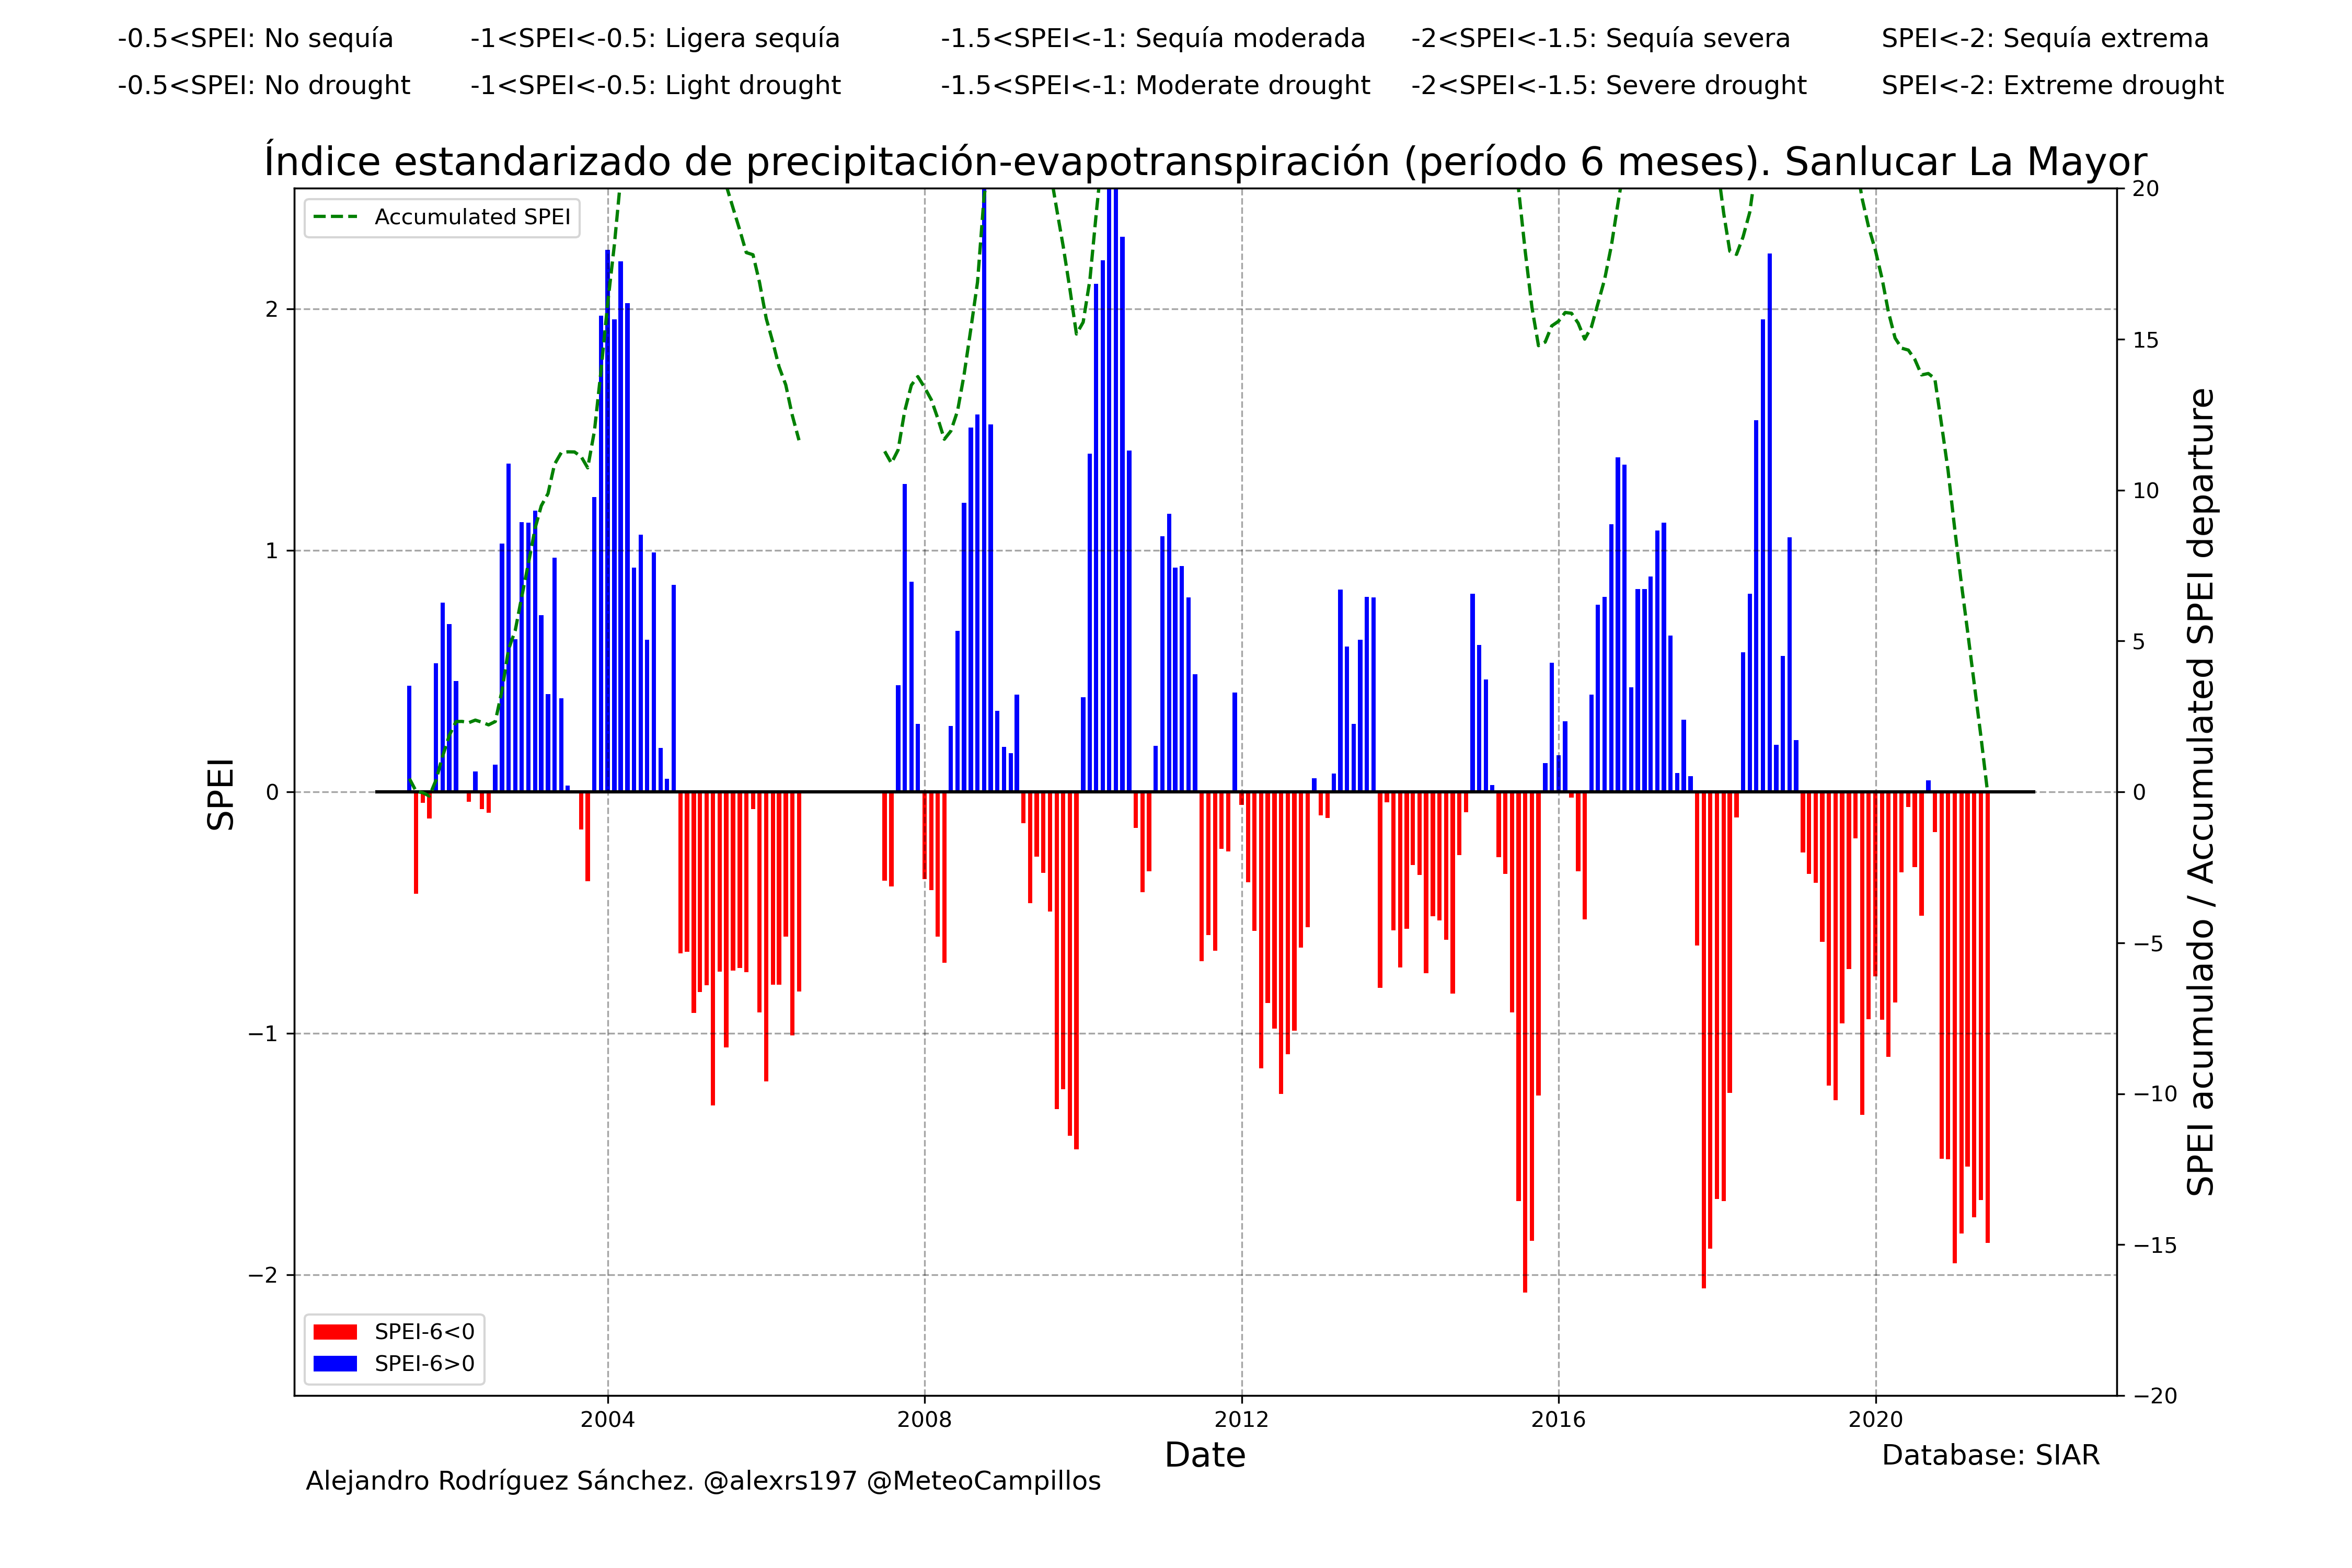 -0.5<SPEI: No sequía -1<SPEI<-0.5: Ligera sequía -1.5<SPEI<-1: Sequía moderada -2<SPEI<-1.5: Sequía severa SPEI<-2: Sequía extrema
-0.5<SPEI: No drought -1<SPEI<-0.5: Light drought -1.5<SPEI<-1: Moderate drought -2<SPEI<-1.5: Severe drought SPEI<-2: Extreme drought
Índice estandarizado de precipitación-evapotranspiración (período 6 meses). Sanlucar La Mayor
Accumulated SPEI
SPEI
2
1
0
−1
−2
20
15
10
5
0
−5
−10
−15
−20
SPEI acumulado / Accumulated SPEI departure
SPEI-6<0
SPEI-6>0
2004 2008 2012 2016 2020
Date
Database: SIAR
Alejandro Rodríguez Sánchez. @alexrs197 @MeteoCampillos